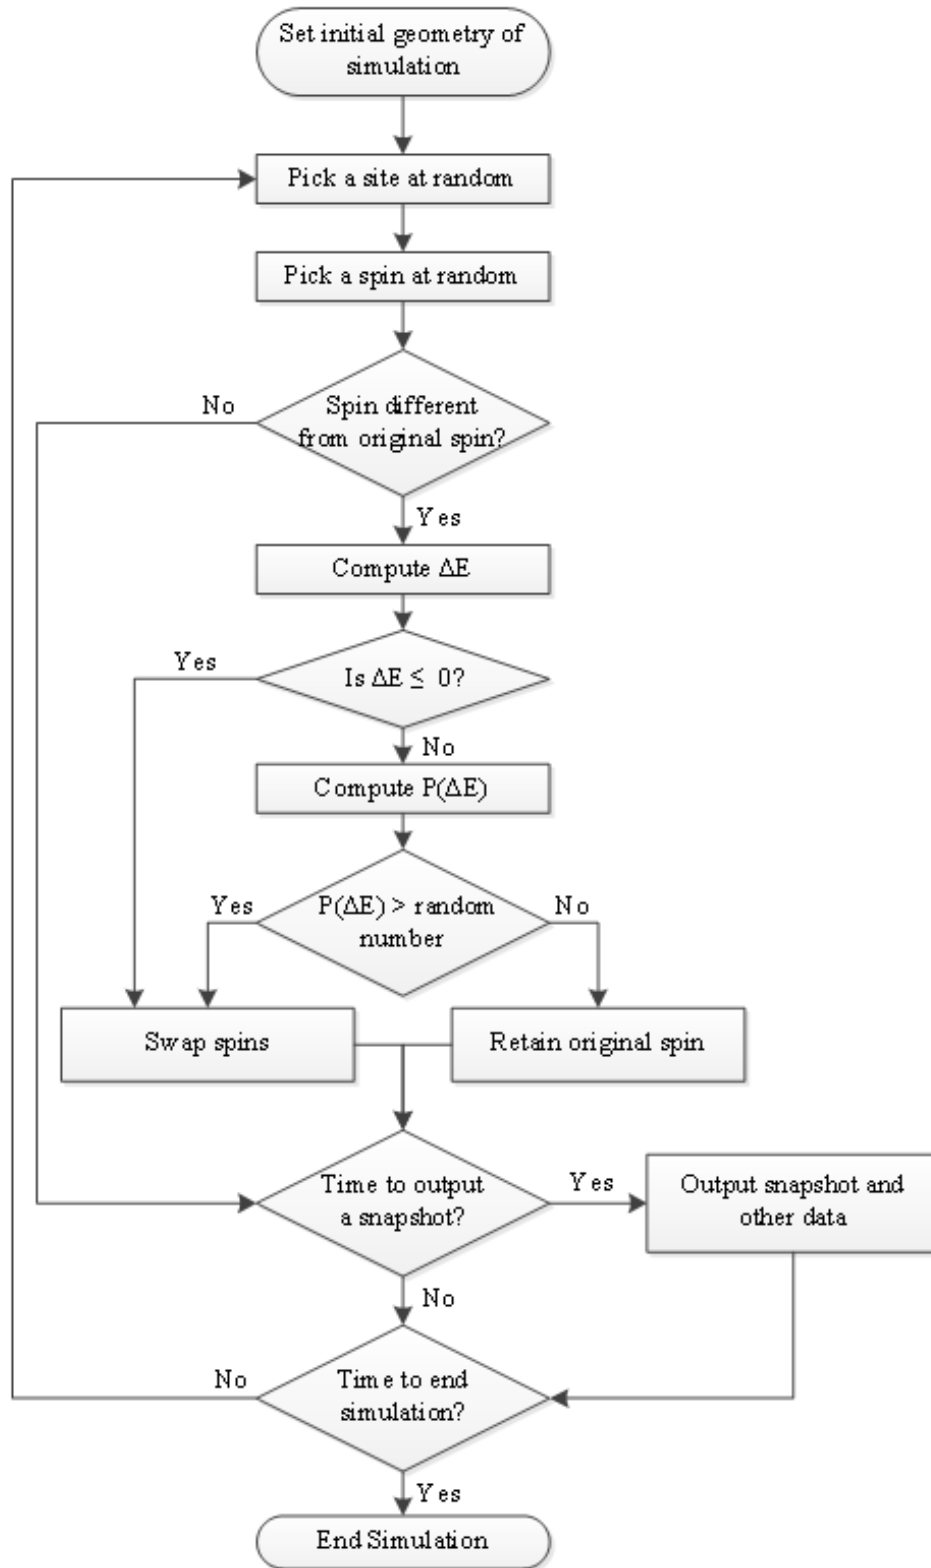 Set initial geometry of
simulation
Pick a site at random
Pick a spin at random
No
Spin different
from original spin?
Yes
Compute ΔE
Yes
Is ΔE ≤ 0?
No
Compute P(ΔE)
Yes
P(ΔE) > random
number
No
Swap spins
Retain original spin
Time to output
a snapshot?
Yes
Output snapshot and
other data
No
No
Time to end
simulation?
Yes
End Simulation